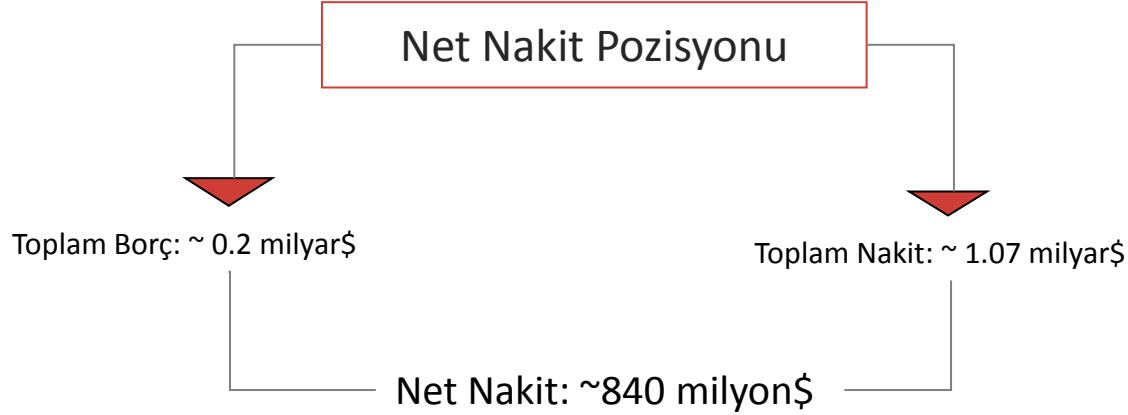 Net Nakit Pozisyonu
Toplam Borç: ~ 0.2 milyar$
Toplam Nakit: ~ 1.07 milyar$
Net Nakit: ~840 milyon$